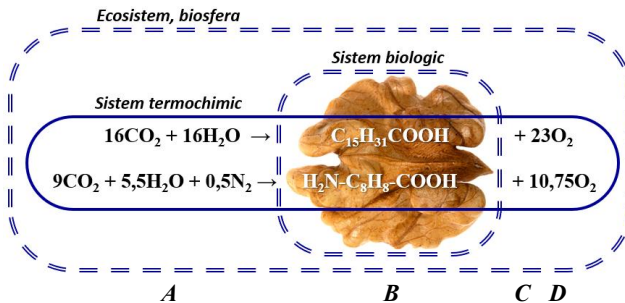 Ecosistem, biosfera
Sistem biologic
Sistem termochimic
16CO₂ + 16H₂O → C₁₅H₃₁COOH + 23O₂
9CO₂ + 5,5H₂O + 0,5N₂ → H₂N-C₈H₈-COOH + 10,75O₂
A B C D